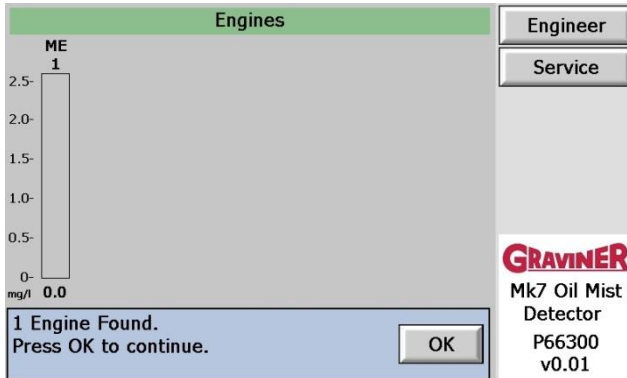 Engines
ME
1
2.5-
2.0-
1.5-
1.0-
0.5-
0-
mg/l 0.0
1 Engine Found.
Press OK to continue.
OK
Engineer
Service
GRAVINER
Mk7 Oil Mist
Detector
P66300
v0.01